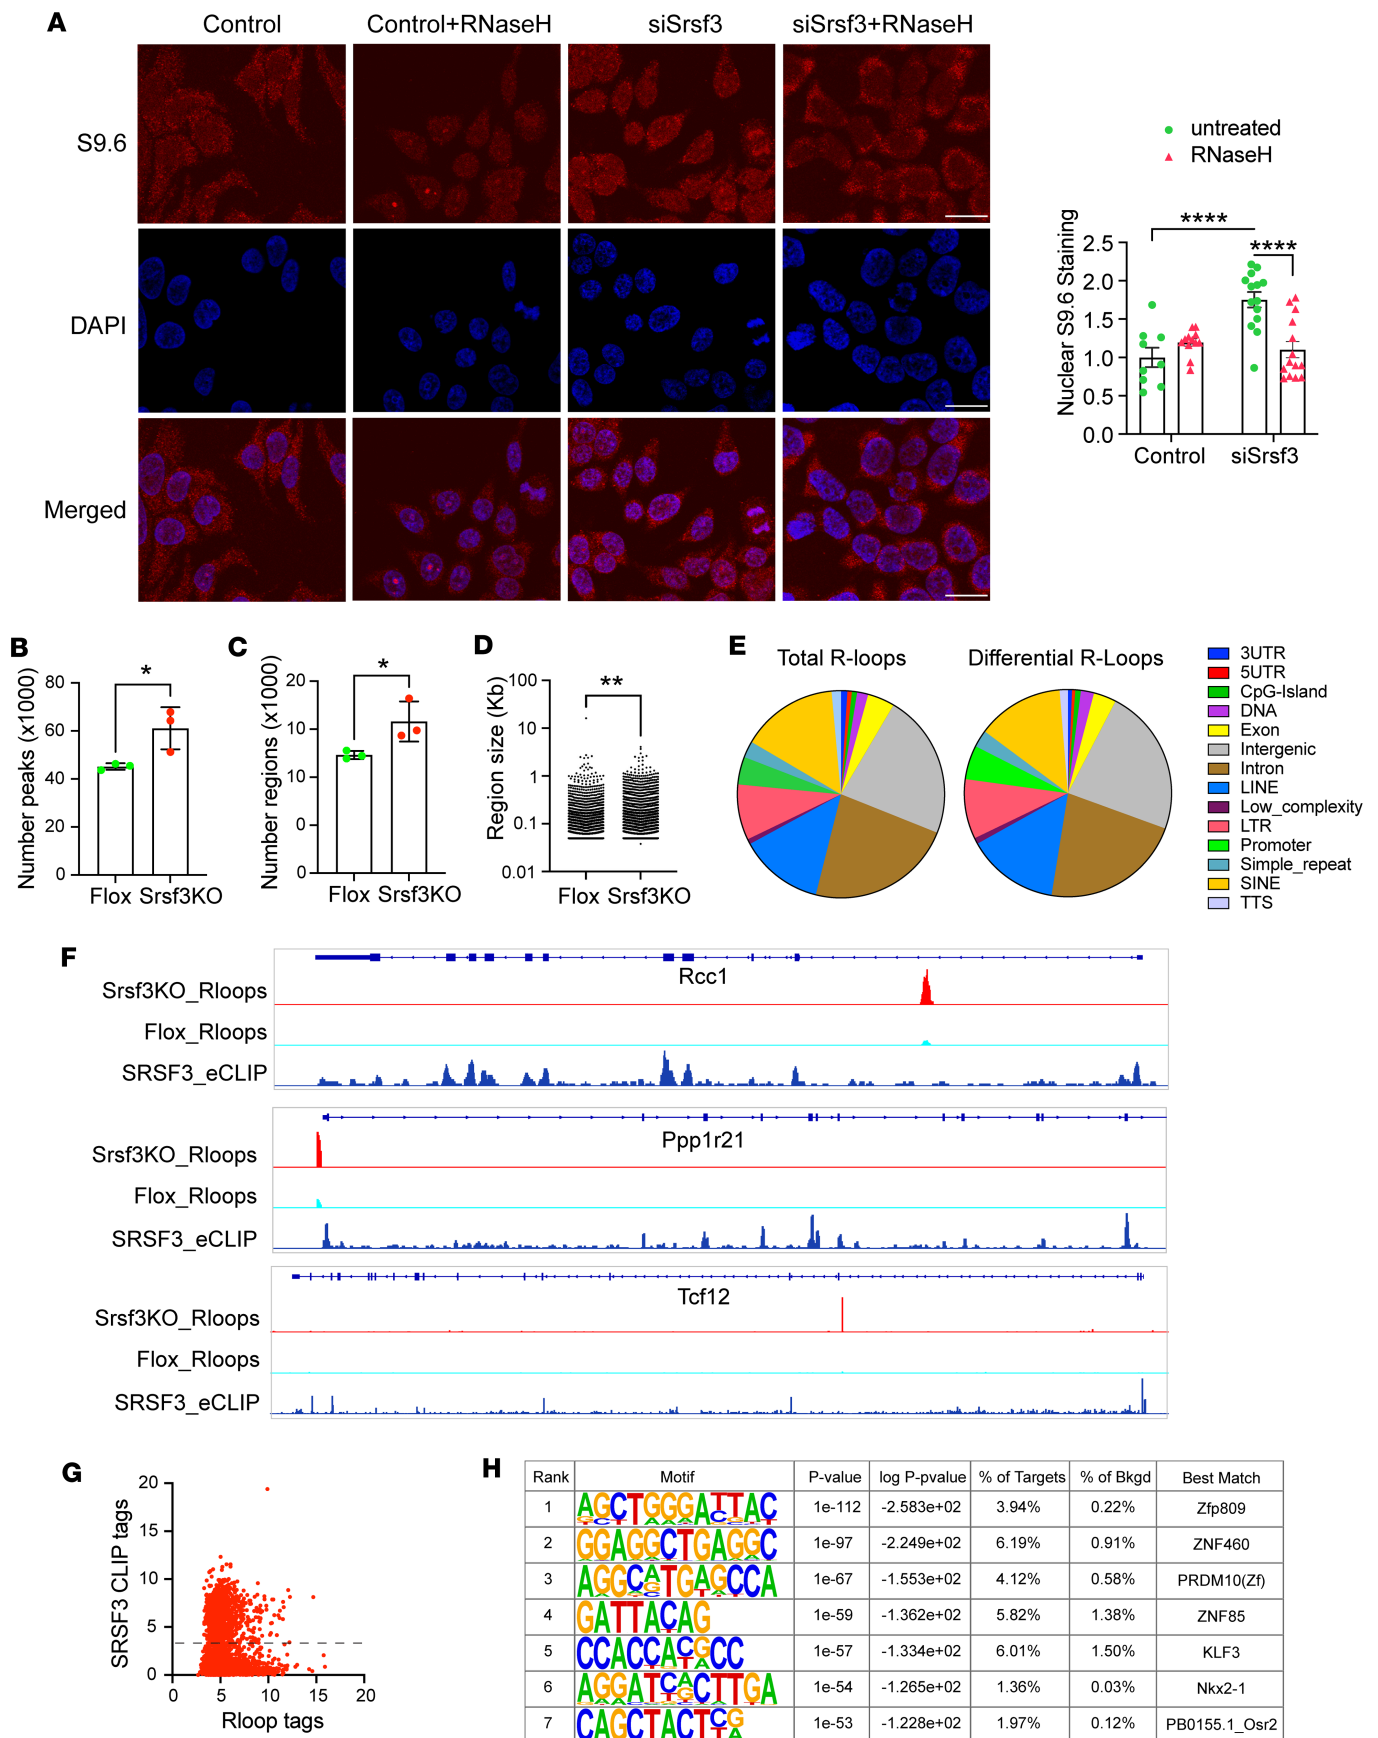 A
Control
Control+RNaseH
siSrsf3
siSrsf3+RNaseH
S9.6
DAPI
Merged
untreated
RNaseH
Nuclear S9.6 Staining
****
****
2.5
2.0
1.5
1.0
0.5
0.0
Control
siSrsf3
B
Number peaks (x1000)
*
80
60
40
20
0
Flox Srsf3KO
C
Number regions (x1000)
*
20
10
10
0
0
Flox Srsf3KO
D
Region size (Kb)
**
100
10
1
0.1
0.01
Flox Srsf3KO
E
Total R-loops
Differential R-Loops
3UTR
5UTR
CpG-Island
DNA
Exon
Intergenic
Intron
LINE
Low_complexity
LTR
Promoter
Simple_repeat
SINE
TTS
F
Rcc1
Srsf3KO_Rloops
Flox_Rloops
SRSF3_eCLIP
Ppp1r21
Srsf3KO_Rloops
Flox_Rloops
SRSF3_eCLIP
Tcf12
Srsf3KO_Rloops
Flox_Rloops
SRSF3_eCLIP
G
SRSF3 CLIP tags
20
15
10
5
0
0 5 10 15 20
Rloop tags
H
Rank Motif P-value log P-pvalue % of Targets % of Bkgd Best Match
1 AGCTGGGATTAC 1e-112 -2.583e+02 3.94% 0.22% Zfp809
2 GGAGGCTGAGGC 1e-97 -2.249e+02 6.19% 0.91% ZNF460
3 AGGCATGAGCCA 1e-67 -1.553e+02 4.12% 0.58% PRDM10(Zf)
4 GATTACAG 1e-59 -1.362e+02 5.82% 1.38% ZNF85
5 CCACCACGCC 1e-57 -1.334e+02 6.01% 1.50% KLF3
6 AGGATCACTTGA 1e-54 -1.265e+02 1.36% 0.03% Nkx2-1
7 CAGCTACTCG 1e-53 -1.228e+02 1.97% 0.12% PB0155.1_Osr2